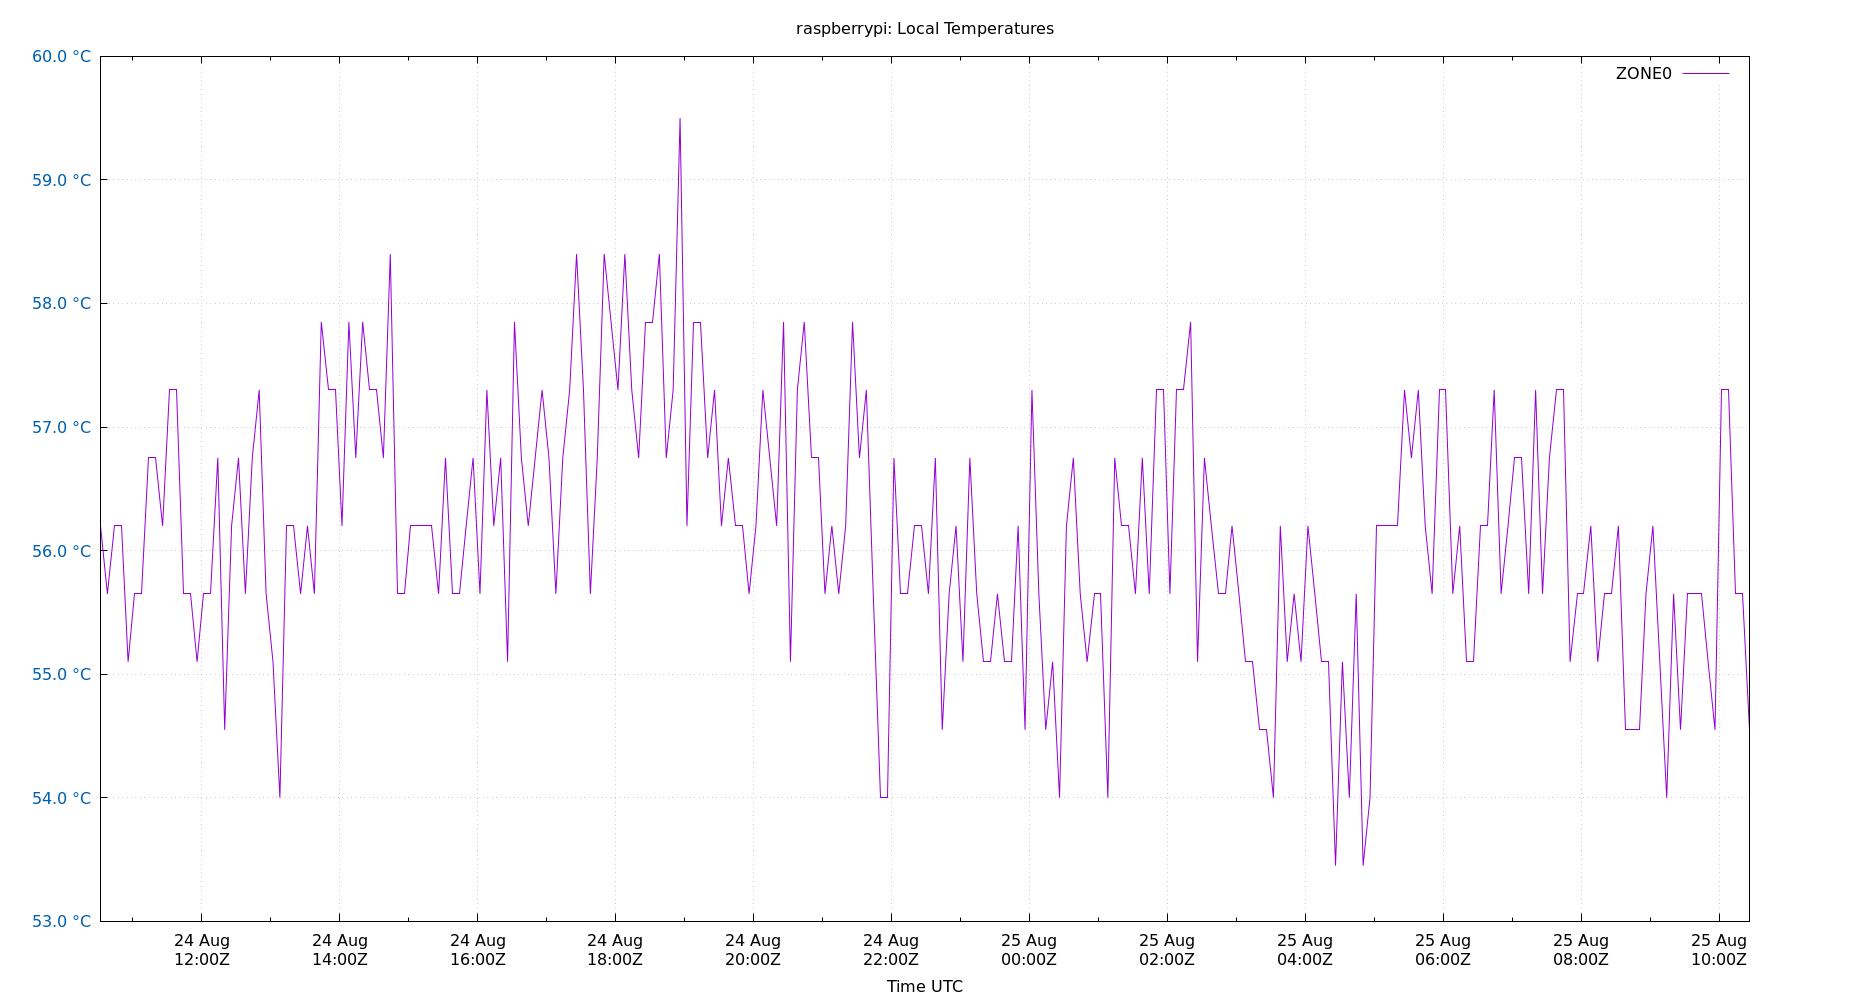 raspberrypi: Local Temperatures
60.0 °C
ZONE0
59.0 °C
58.0 °C
57.0 °C
56.0 °C
55.0 °C
54.0 °C
53.0 °C
24 Aug 24 Aug 24 Aug 24 Aug 24 Aug 24 Aug 25 Aug 25 Aug 25 Aug 25 Aug 25 Aug 25 Aug
12:00Z 14:00Z 16:00Z 18:00Z 20:00Z 22:00Z 00:00Z 02:00Z 04:00Z 06:00Z 08:00Z 10:00Z
Time UTC